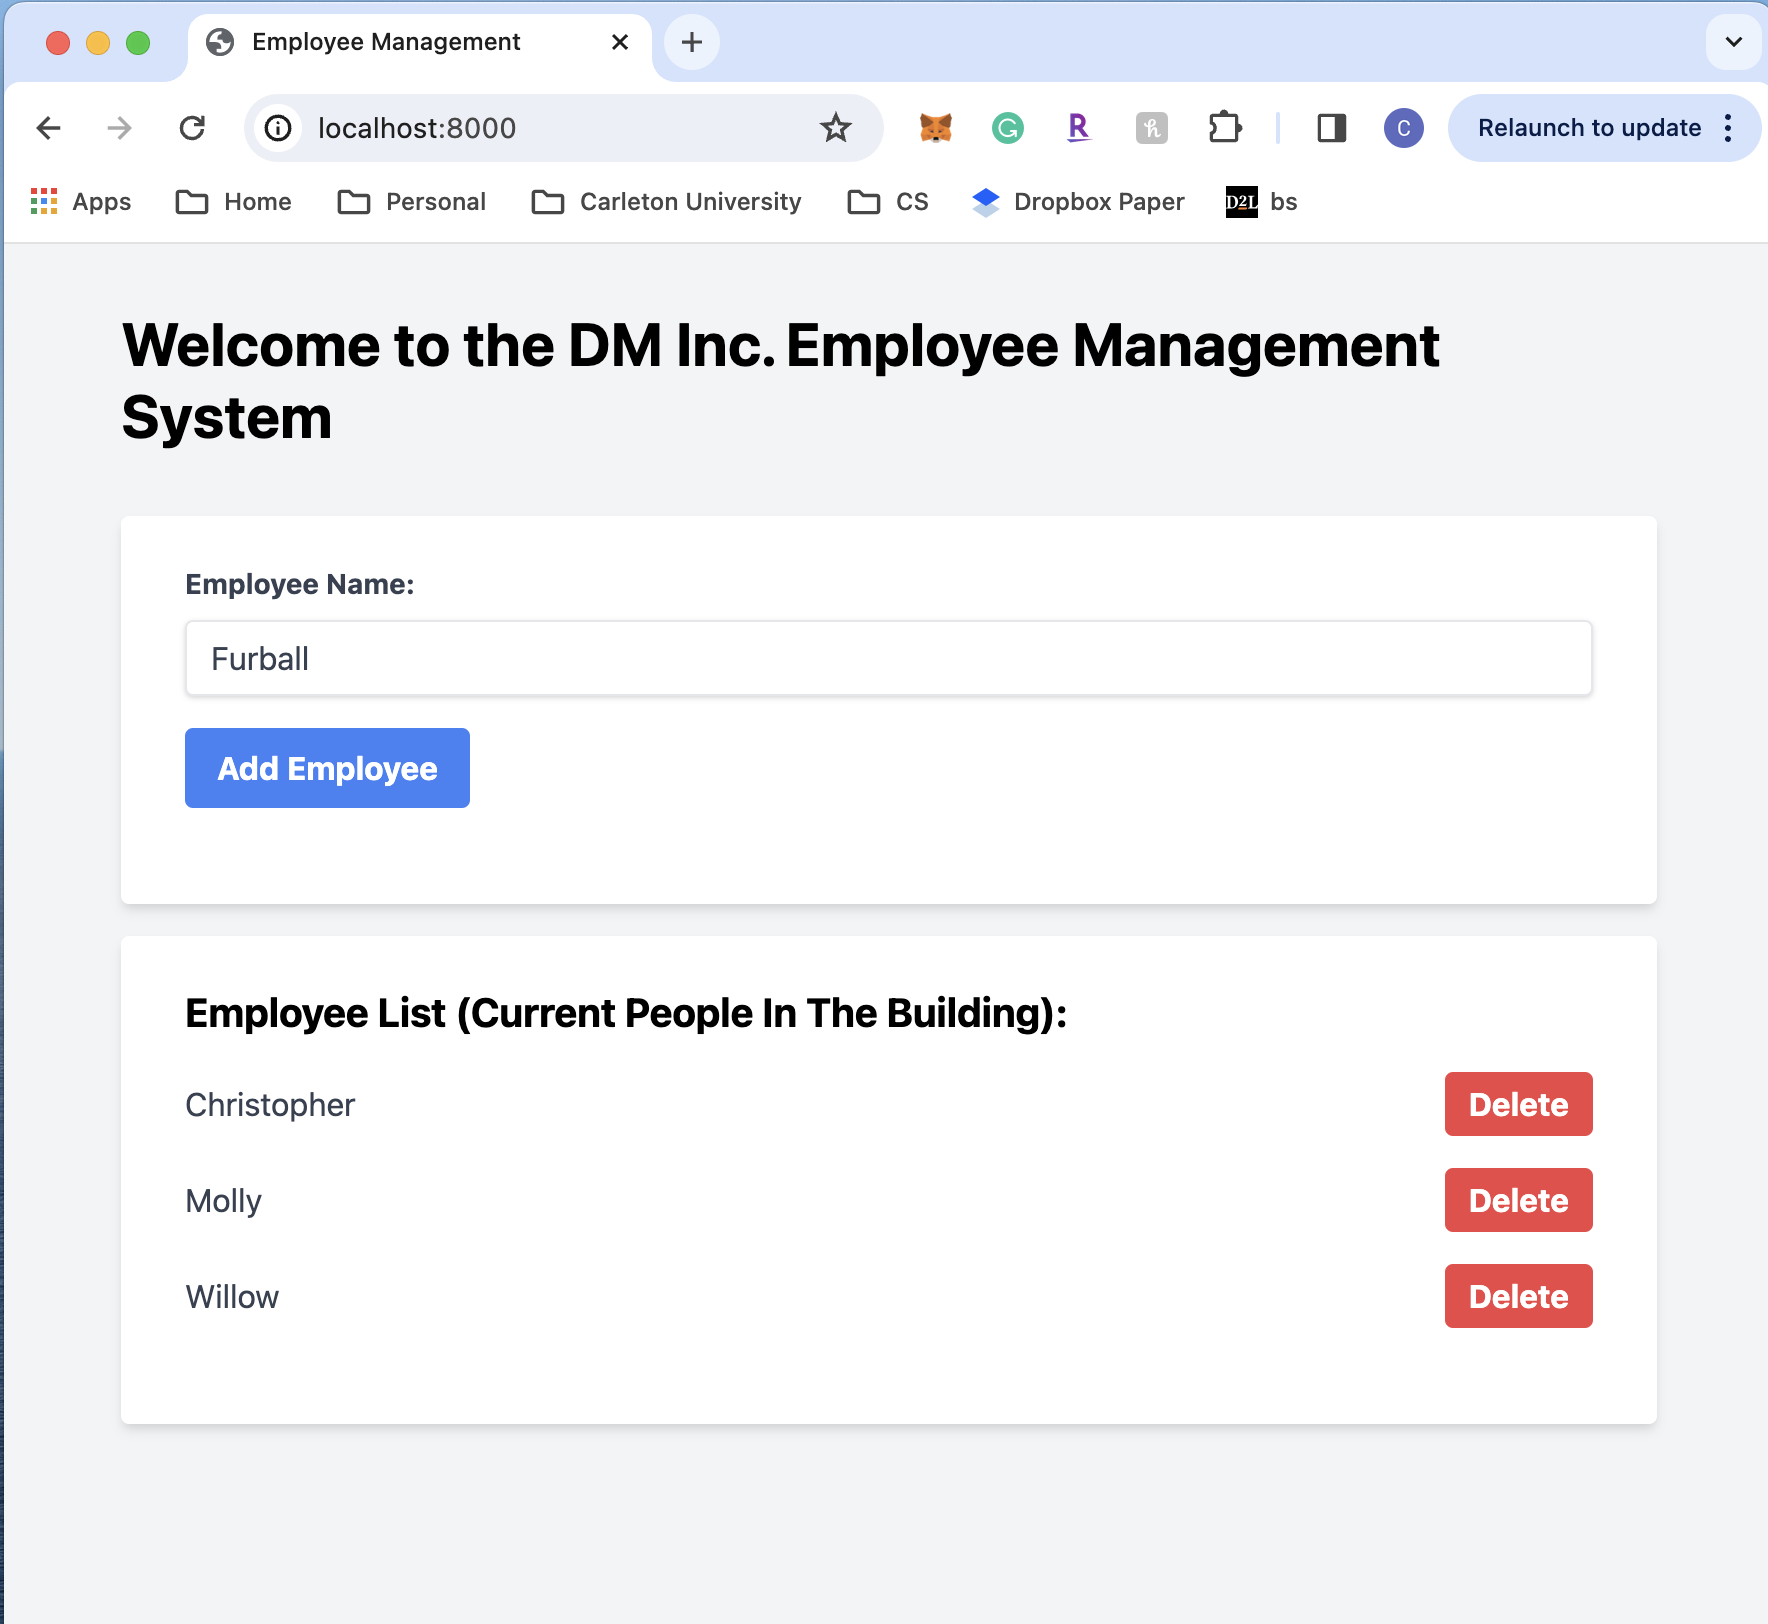 Employee Management
localhost:8000
G
R
h
C
Relaunch to update
Apps
Home
Personal
Carleton University
CS
Dropbox Paper
D2L
bs
Welcome to the DM Inc. Employee Management
System
Employee Name:
Furball
Add Employee
Employee List (Current People In The Building):
Christopher
Delete
Molly
Delete
Willow
Delete